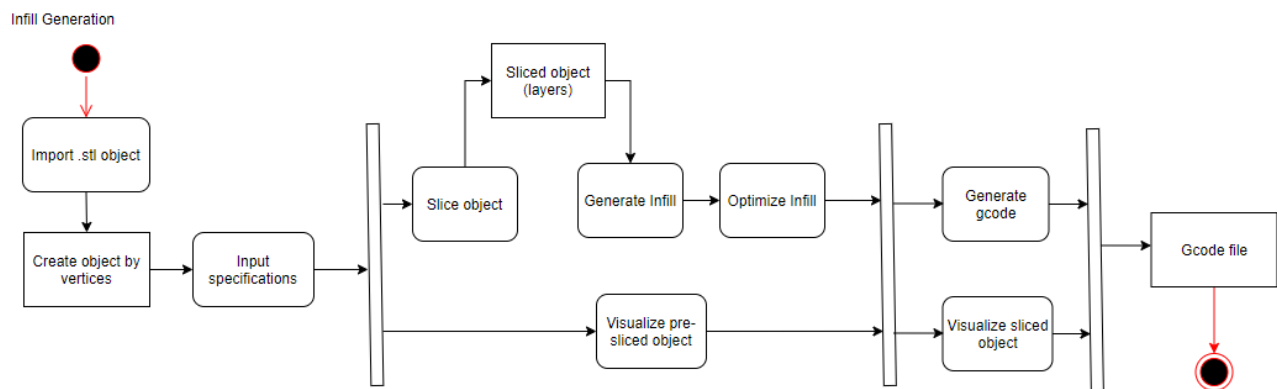 Infill Generation
Sliced object
(layers)
Import .stl object
Slice object
Generate Infill
Optimize Infill
Generate
gcode
Create object by
vertices
Input
specifications
Gcode file
Visualize pre-
sliced object
Visualize sliced
object